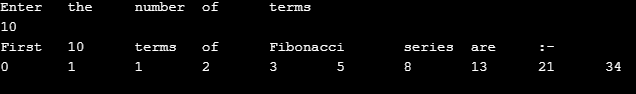 Enter the number of terms
10
First 10 terms of Fibonacci series are :-
0 1 1 2 3 5 8 13 21 34